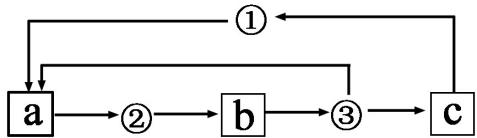 ①
a ② b ③ c